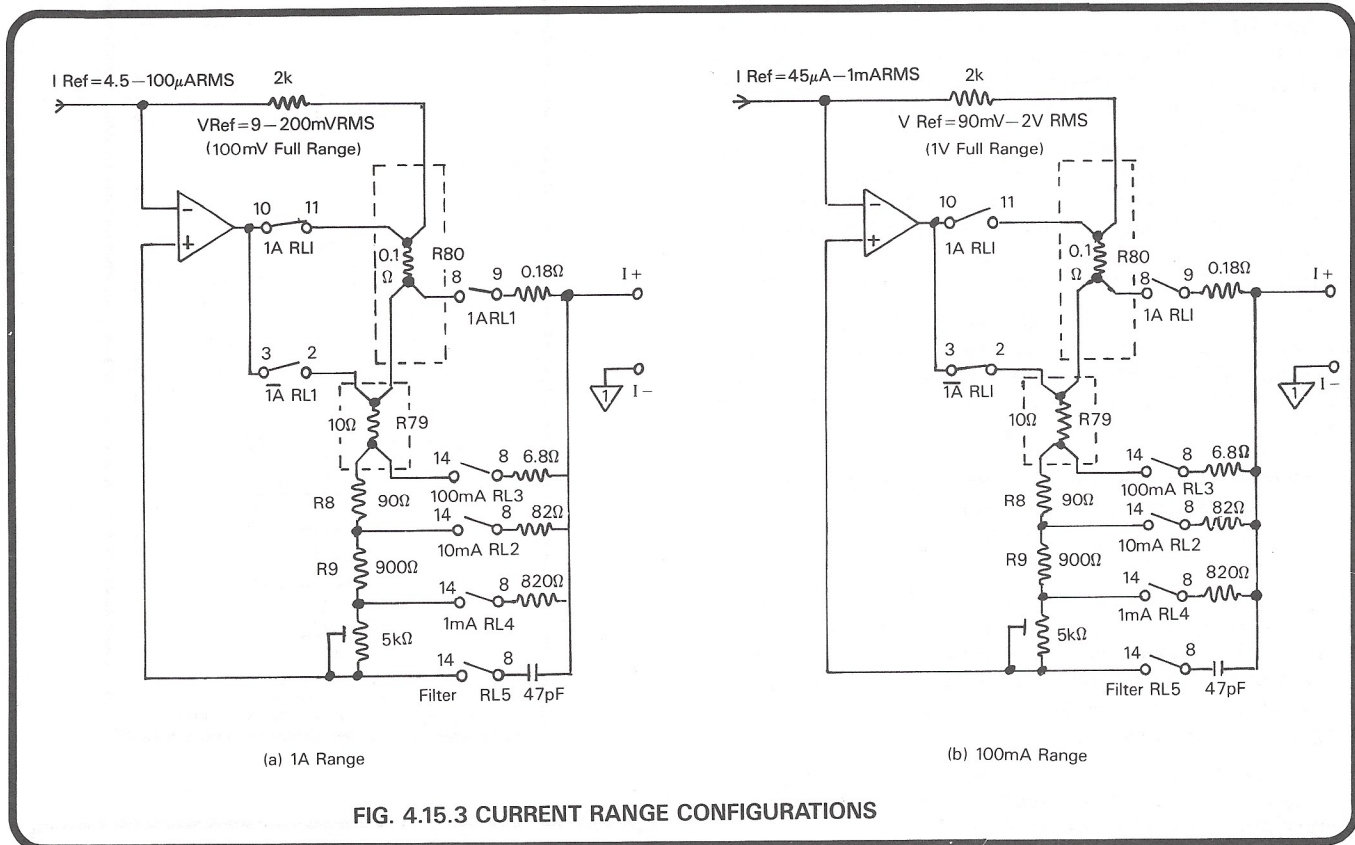 I Ref=4.5—100μARMS
2k
VRef=9—200mVRMS
(100mV Full Range)
−
+
10
11
1A RLI
0.1
Ω
R80
8
9
0.18Ω
I+
1ARL1
3
2
1A RL1
1
I−
10Ω
R79
14
8
6.8Ω
100mA RL3
R8
90Ω
14
8
82Ω
10mA RL2
R9
900Ω
14
8
820Ω
1mA RL4
5kΩ
14
8
Filter
RL5
47pF
(a) 1A Range
I Ref=45μA—1mARMS
2k
V Ref=90mV—2V RMS
(1V Full Range)
−
+
10
11
1A RLI
0.1
Ω
R80
8
9
0.18Ω
I+
1A RLI
3
2
1A RLI
1
I−
10Ω
R79
14
8
6.8Ω
100mA RL3
R8
90Ω
14
8
82Ω
10mA RL2
R9
900Ω
14
8
820Ω
1mA RL4
5kΩ
14
8
Filter RL5
47pF
(b) 100mA Range
FIG. 4.15.3 CURRENT RANGE CONFIGURATIONS